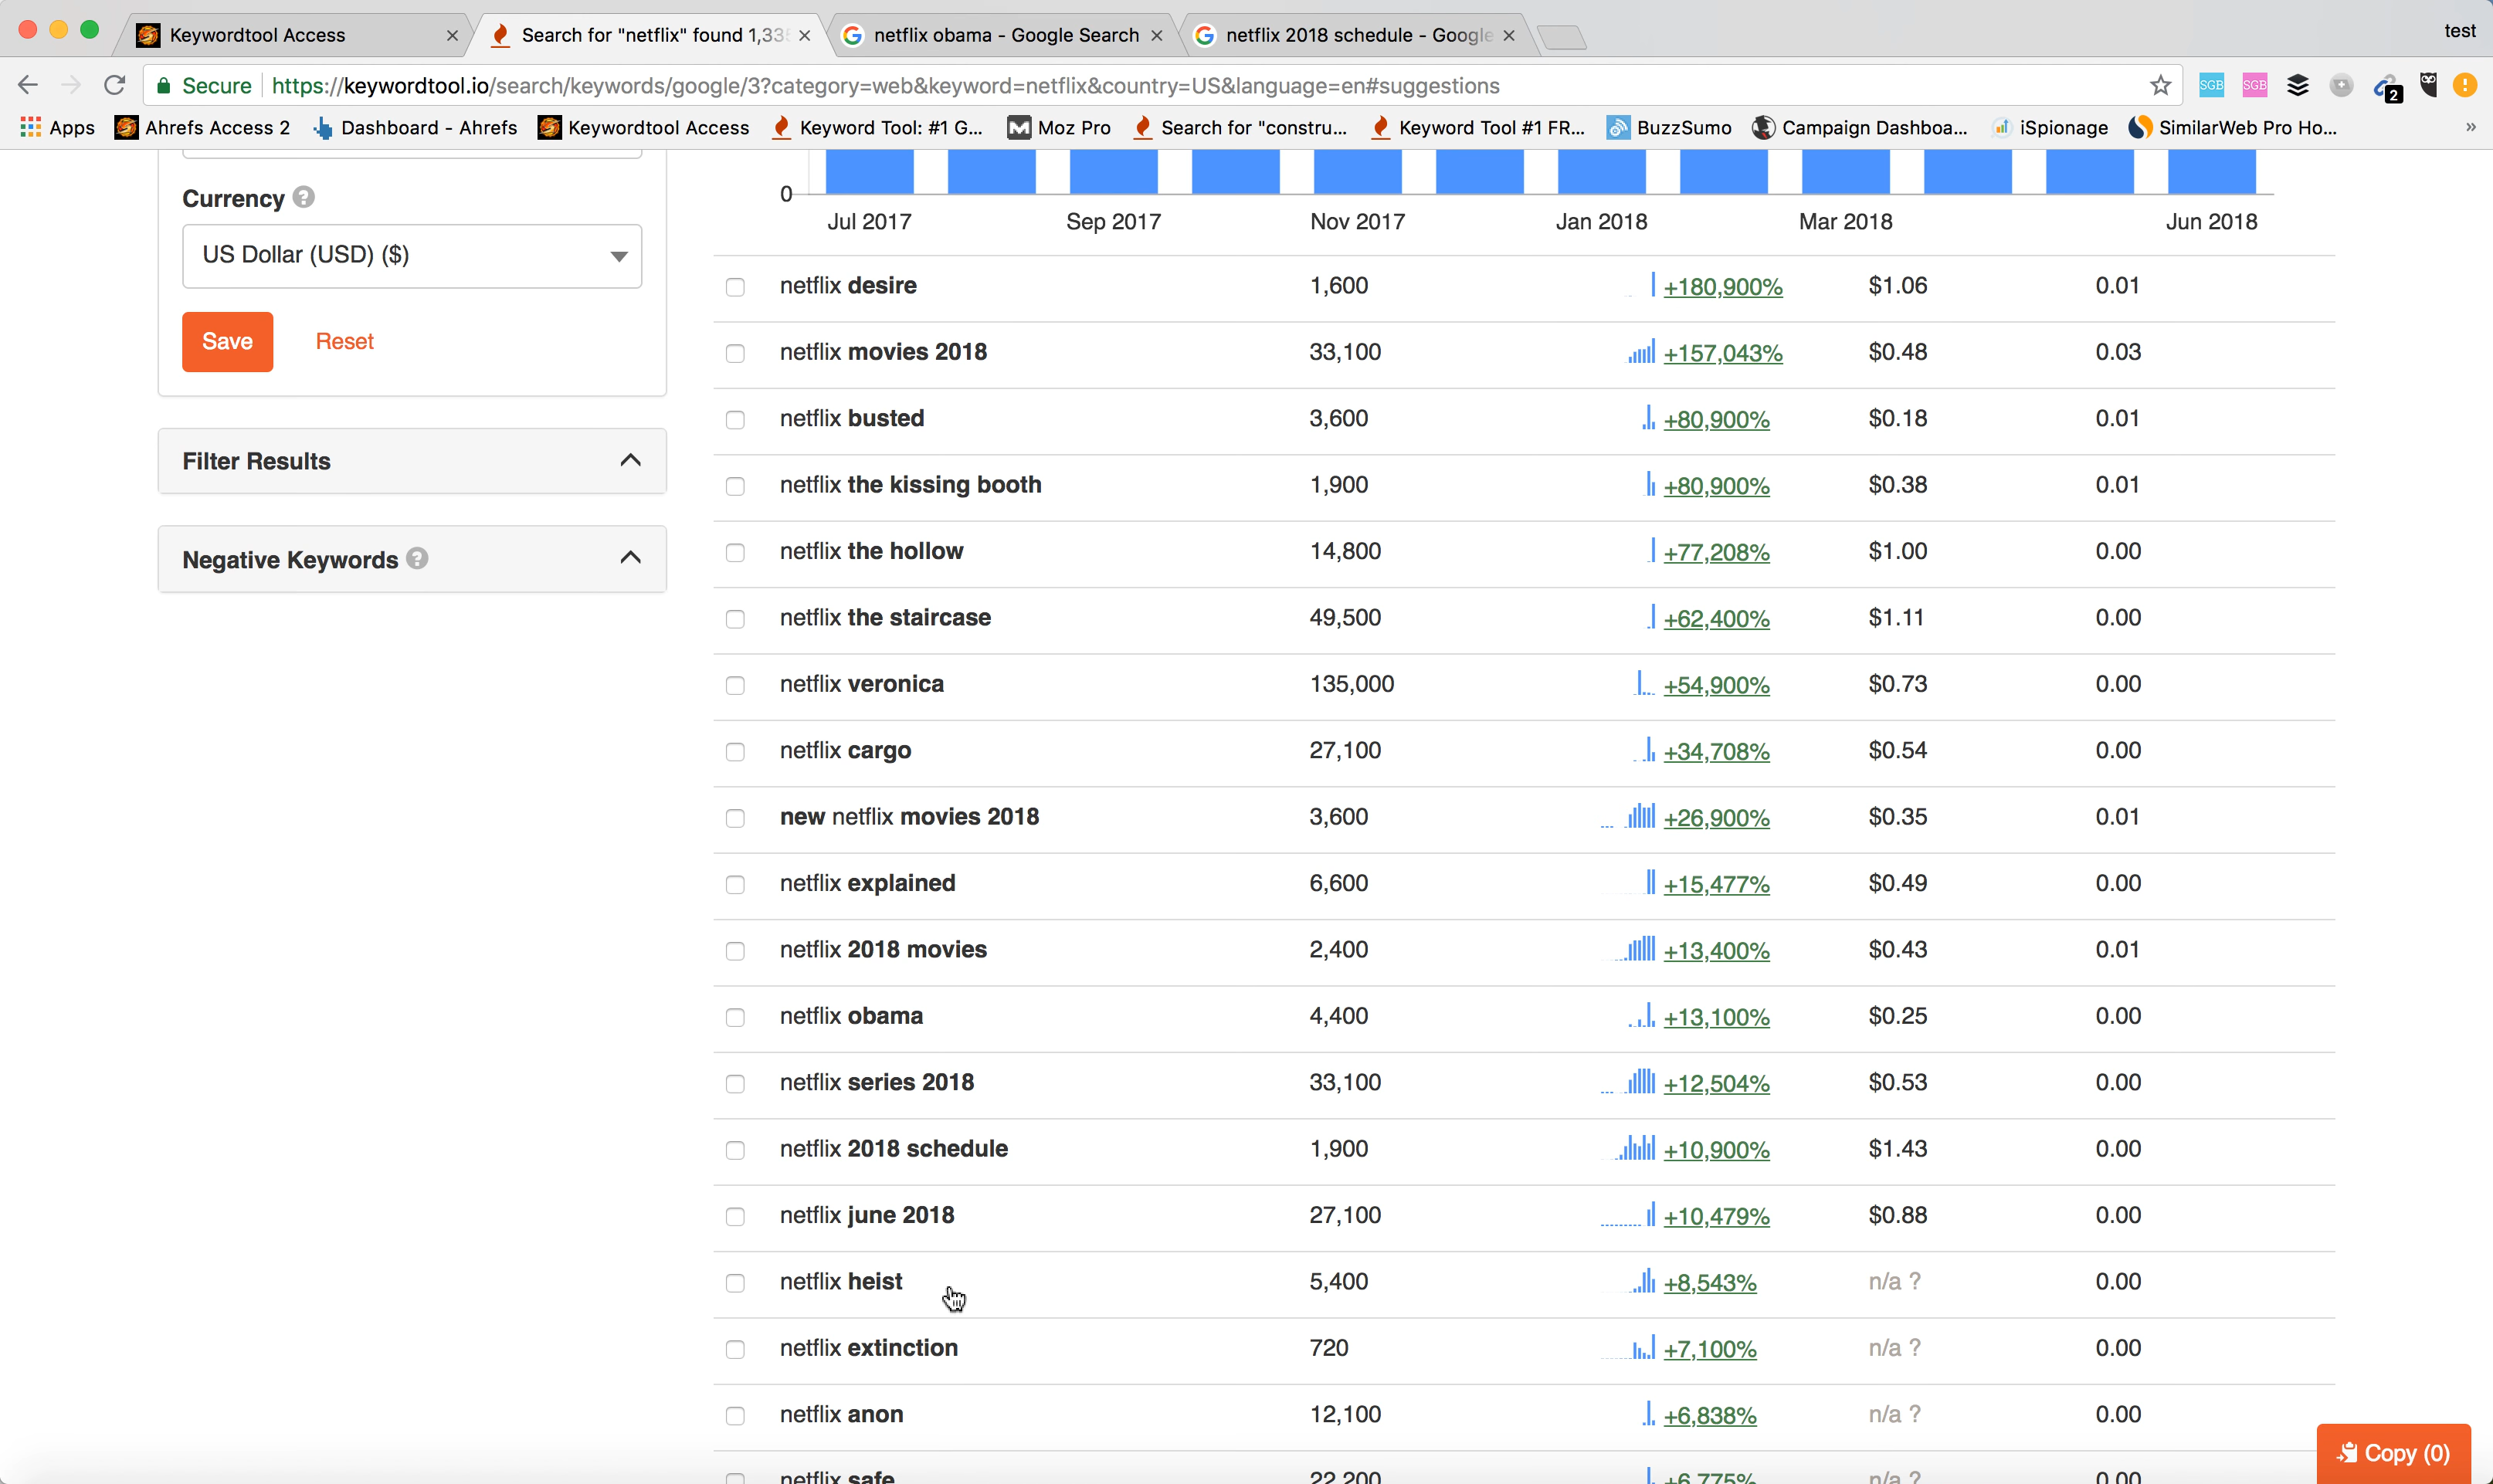 Keywordtool Access
Search for "netflix" found 1,33
netflix obama - Google Search
netflix 2018 schedule - Google
test
Secure
https://keywordtool.io/search/keywords/google/3?category=web&keyword=netflix&country=US&language=en#suggestions
SGB
SGB
2
Apps
Ahrefs Access 2
Dashboard - Ahrefs
Keywordtool Access
Keyword Tool: #1 G...
Moz Pro
Search for "constru...
Keyword Tool #1 FR...
BuzzSumo
Campaign Dashboa...
iSpionage
SimilarWeb Pro Ho...
»
Currency ?
US Dollar (USD) ($)
Save
Reset
Filter Results
Negative Keywords ?
0
Jul 2017 Sep 2017 Nov 2017 Jan 2018 Mar 2018 Jun 2018
netflix desire 1,600 +180,900% $1.06 0.01
netflix movies 2018 33,100 +157,043% $0.48 0.03
netflix busted 3,600 +80,900% $0.18 0.01
netflix the kissing booth 1,900 +80,900% $0.38 0.01
netflix the hollow 14,800 +77,208% $1.00 0.00
netflix the staircase 49,500 +62,400% $1.11 0.00
netflix veronica 135,000 +54,900% $0.73 0.00
netflix cargo 27,100 +34,708% $0.54 0.00
new netflix movies 2018 3,600 +26,900% $0.35 0.01
netflix explained 6,600 +15,477% $0.49 0.00
netflix 2018 movies 2,400 +13,400% $0.43 0.01
netflix obama 4,400 +13,100% $0.25 0.00
netflix series 2018 33,100 +12,504% $0.53 0.00
netflix 2018 schedule 1,900 +10,900% $1.43 0.00
netflix june 2018 27,100 +10,479% $0.88 0.00
netflix heist 5,400 +8,543% n/a ? 0.00
netflix extinction 720 +7,100% n/a ? 0.00
netflix anon 12,100 +6,838% n/a ? 0.00
netflix safe 22,200 +6,775% n/a ? 0.00
Copy (0)